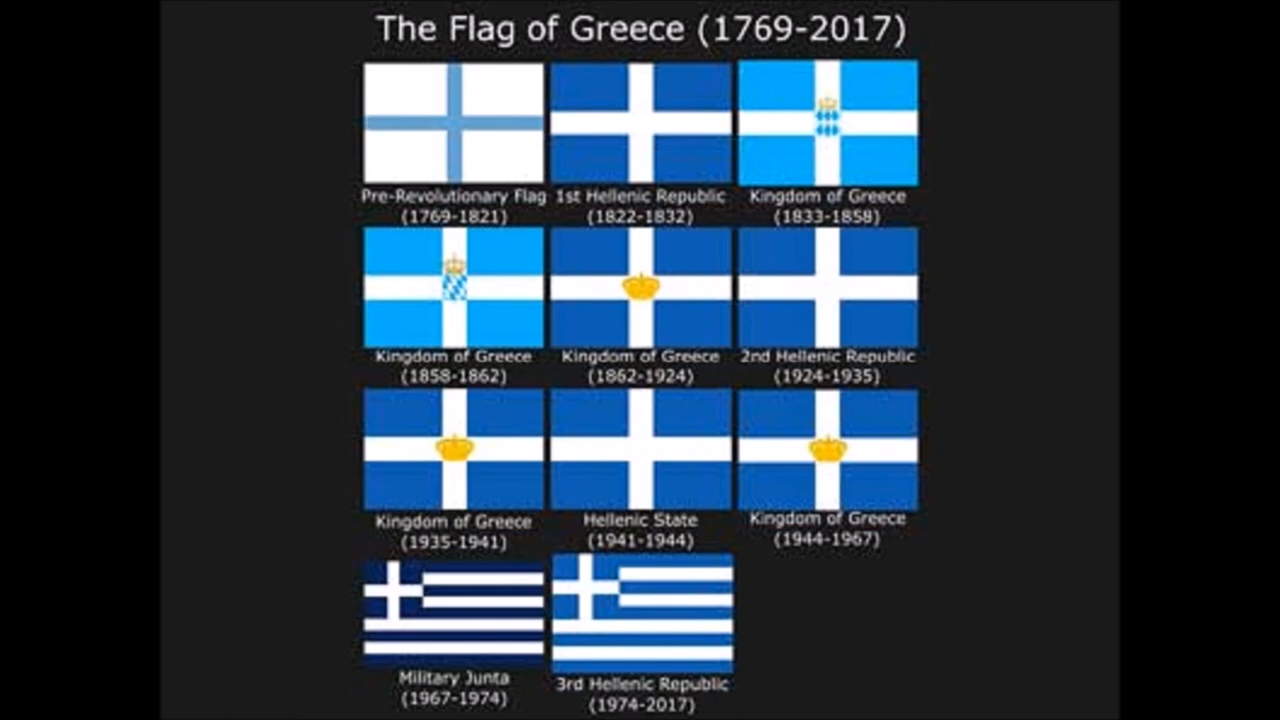 The Flag of Greece (1769-2017)
Pre-Revolutionary Flag
(1769-1821)
1st Hellenic Republic
(1822-1832)
Kingdom of Greece
(1833-1858)
Kingdom of Greece
(1858-1862)
Kingdom of Greece
(1862-1924)
2nd Hellenic Republic
(1924-1935)
Kingdom of Greece
(1935-1941)
Hellenic State
(1941-1944)
Kingdom of Greece
(1944-1967)
Military Junta
(1967-1974)
3rd Hellenic Republic
(1974-2017)